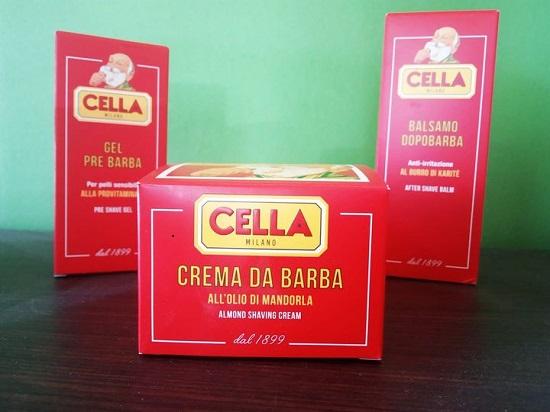 CELLA
MILANO
GEL
PRE BARBA
Per pelli sensibili
ALLA PROVITAMINA
PRE SHAVE GEL
dal 1899
CELLA
MILANO
CREMA DA BARBA
ALL'OLIO DI MANDORLA
ALMOND SHAVING CREAM
dal 1899
CELLA
MILANO
BALSAMO
DOPOBARBA
Anti-irritazione
AL BURRO DI KARITÈ
AFTER SHAVE BALM
dal 1899